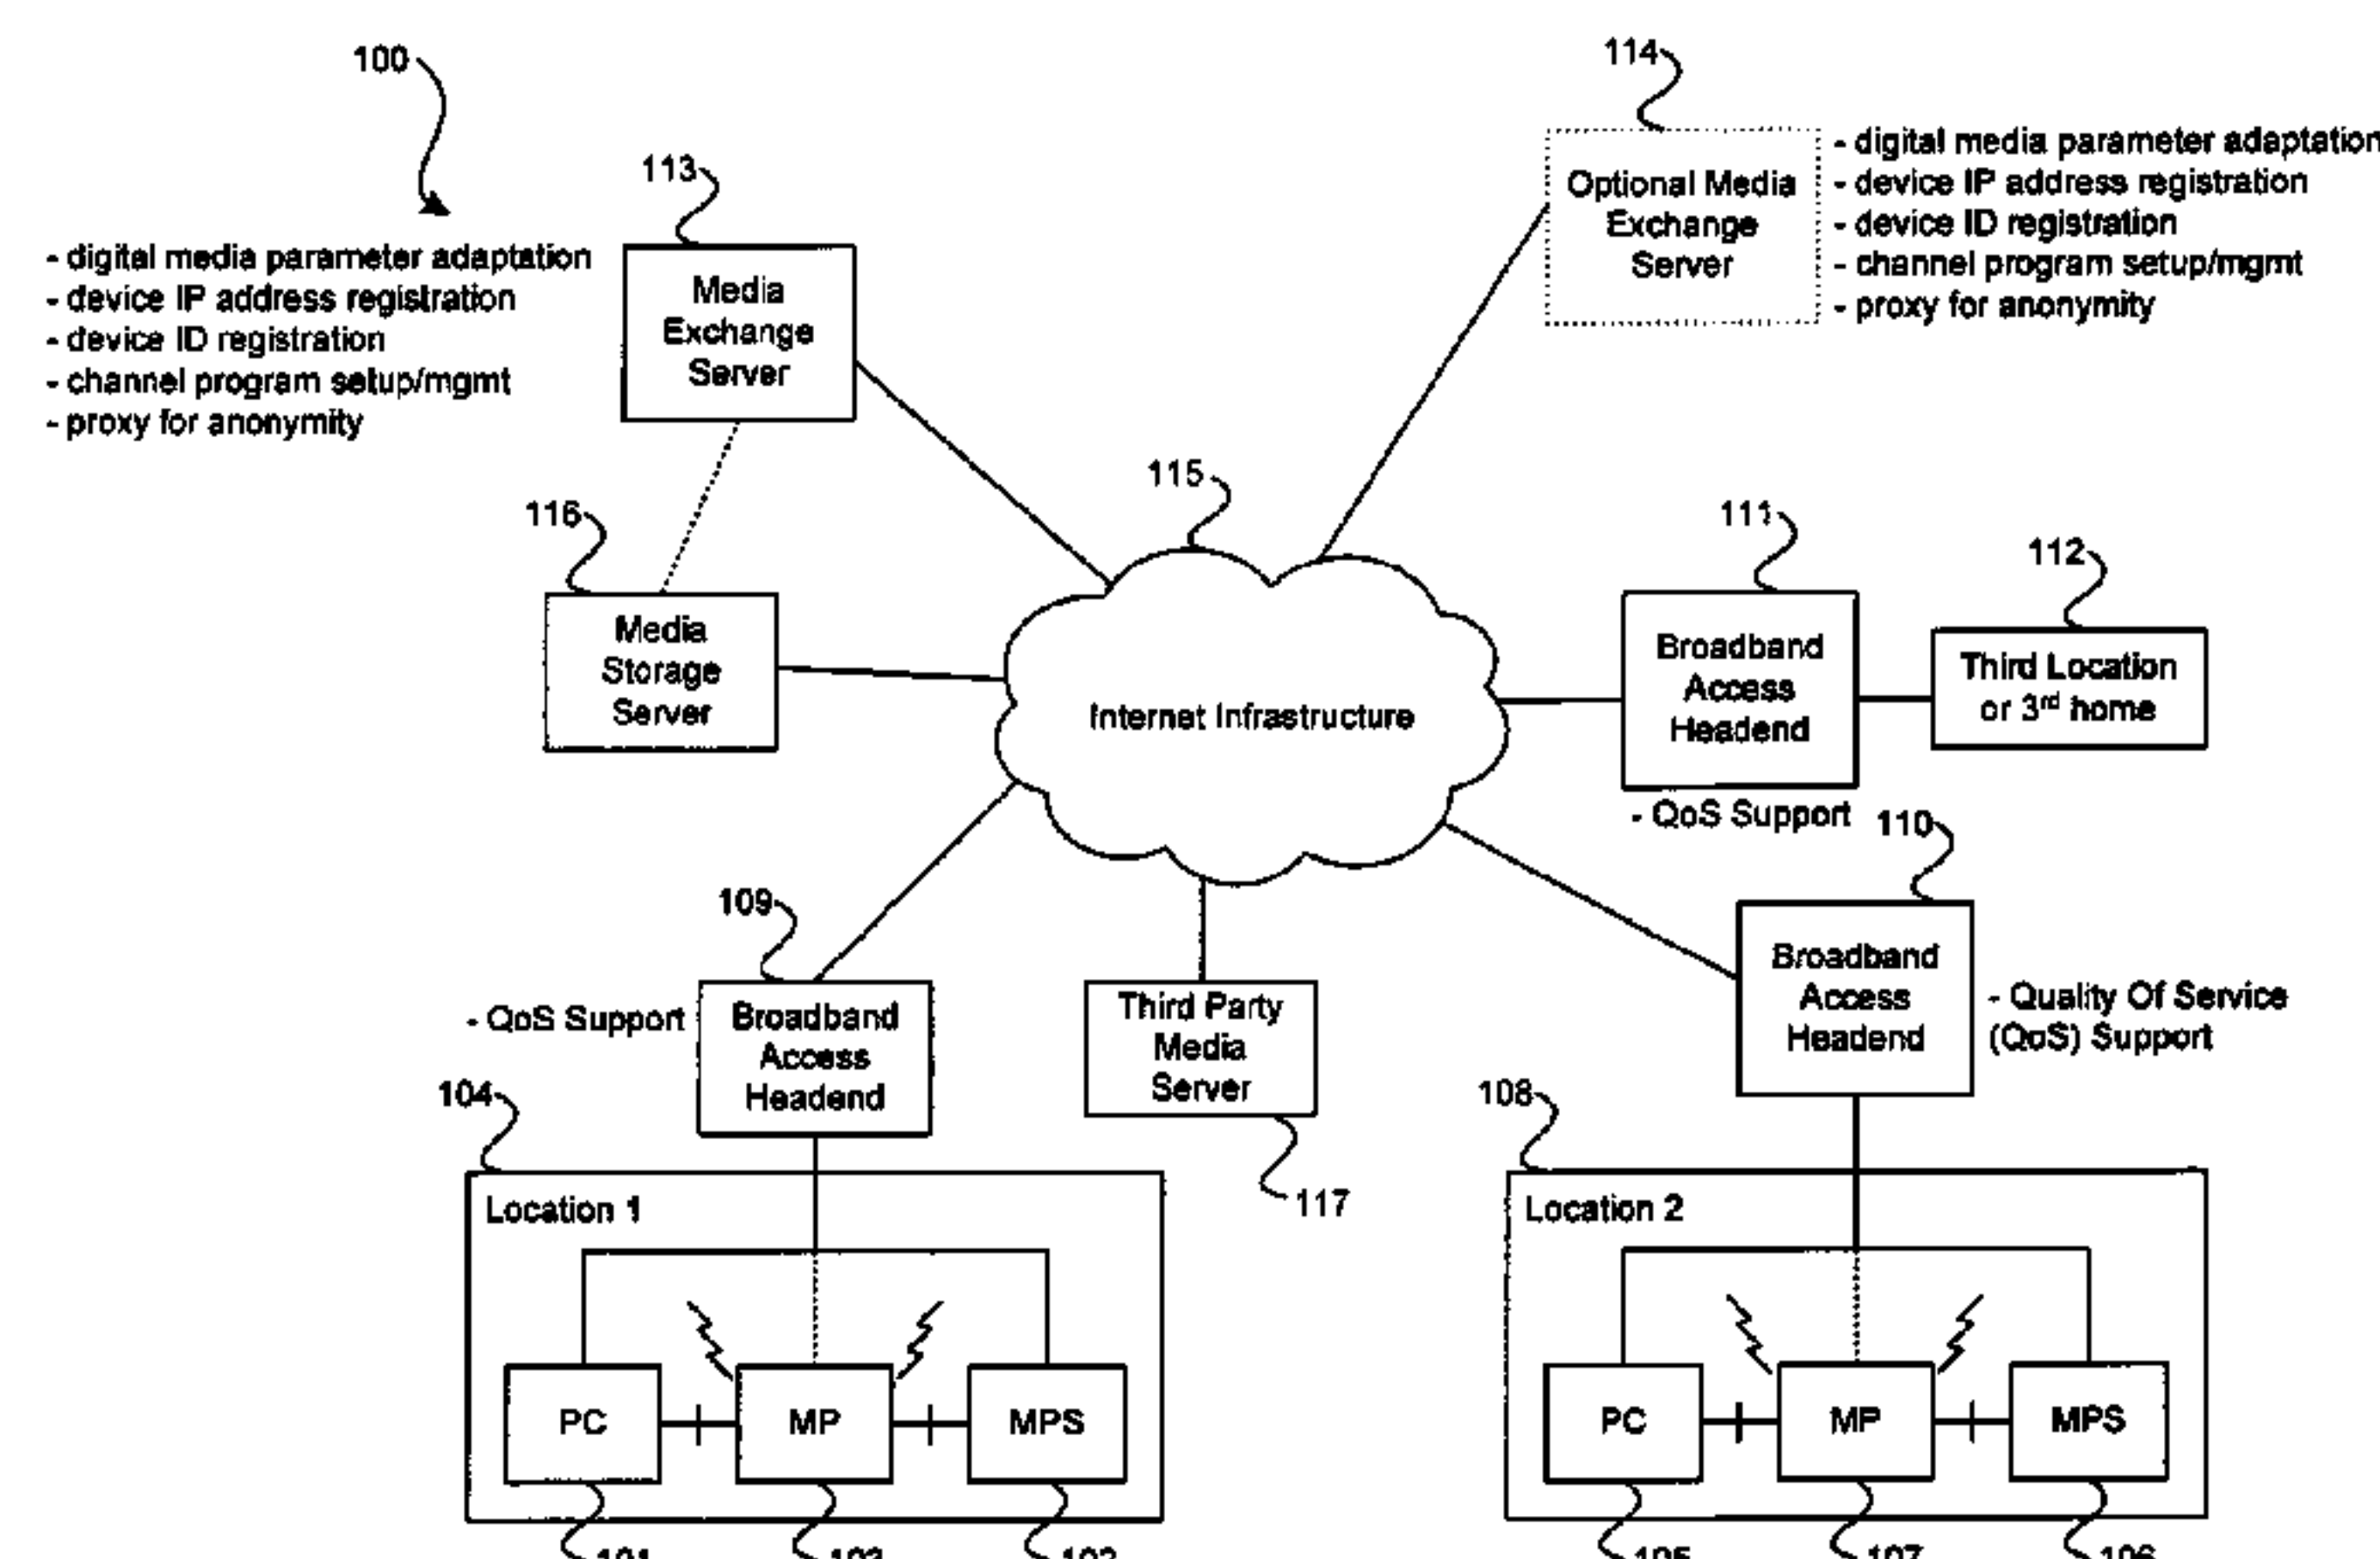 100
114
- digital media parameter adaptation
- device IP address registration
- device ID registration
- channel program setup/mgmt
- proxy for anonymity
Optional Media
Exchange
Server
113
- digital media parameter adaptation
- device IP address registration
- device ID registration
- channel program setup/mgmt
- proxy for anonymity
Media
Exchange
Server
115
116
111
112
Media
Storage
Server
Internet Infrastructure
Broadband
Access
Headend
Third Location
or 3rd home
- QoS Support
110
109
- QoS Support
Broadband
Access
Headend
Third Party
Media
Server
Broadband
Access
Headend
- Quality Of Service
(QoS) Support
104
108
117
Location 1
Location 2
PC
MP
MPS
PC
MP
MPS
101
105
107
106